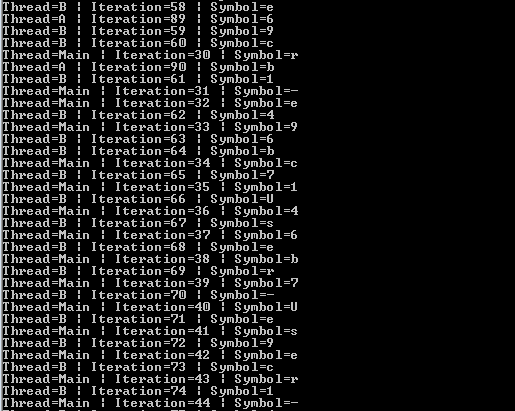 Thread=B ¦ Iteration=58 ¦ Symbol=e
Thread=A ¦ Iteration=89 ¦ Symbol=6
Thread=B ¦ Iteration=59 ¦ Symbol=9
Thread=B ¦ Iteration=60 ¦ Symbol=c
Thread=Main ¦ Iteration=30 ¦ Symbol=r
Thread=A ¦ Iteration=90 ¦ Symbol=b
Thread=B ¦ Iteration=61 ¦ Symbol=1
Thread=Main ¦ Iteration=31 ¦ Symbol=-
Thread=Main ¦ Iteration=32 ¦ Symbol=e
Thread=B ¦ Iteration=62 ¦ Symbol=4
Thread=Main ¦ Iteration=33 ¦ Symbol=9
Thread=B ¦ Iteration=63 ¦ Symbol=6
Thread=B ¦ Iteration=64 ¦ Symbol=b
Thread=Main ¦ Iteration=34 ¦ Symbol=c
Thread=B ¦ Iteration=65 ¦ Symbol=7
Thread=Main ¦ Iteration=35 ¦ Symbol=1
Thread=B ¦ Iteration=66 ¦ Symbol=U
Thread=Main ¦ Iteration=36 ¦ Symbol=4
Thread=B ¦ Iteration=67 ¦ Symbol=s
Thread=Main ¦ Iteration=37 ¦ Symbol=6
Thread=B ¦ Iteration=68 ¦ Symbol=e
Thread=Main ¦ Iteration=38 ¦ Symbol=b
Thread=B ¦ Iteration=69 ¦ Symbol=r
Thread=Main ¦ Iteration=39 ¦ Symbol=7
Thread=B ¦ Iteration=70 ¦ Symbol=-
Thread=Main ¦ Iteration=40 ¦ Symbol=U
Thread=B ¦ Iteration=71 ¦ Symbol=e
Thread=Main ¦ Iteration=41 ¦ Symbol=s
Thread=B ¦ Iteration=72 ¦ Symbol=9
Thread=Main ¦ Iteration=42 ¦ Symbol=e
Thread=B ¦ Iteration=73 ¦ Symbol=c
Thread=Main ¦ Iteration=43 ¦ Symbol=r
Thread=B ¦ Iteration=74 ¦ Symbol=1
Thread=Main ¦ Iteration=44 ¦ Symbol=-